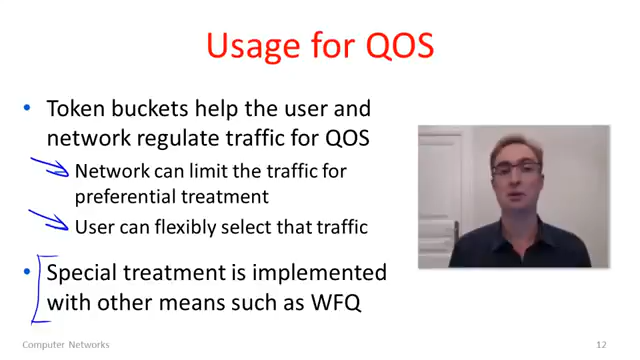 Usage for QOS
• Token buckets help the user and
network regulate traffic for QOS
Network can limit the traffic for
preferential treatment
User can flexibly select that traffic
• Special treatment is implemented
with other means such as WFQ
Computer Networks
12